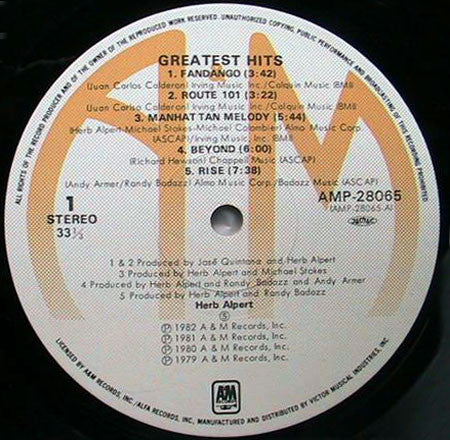 ALL RIGHTS OF THE RECORD PRODUCER AND OF THE OWNER OF THE REPRODUCED WORK RESERVED. UNAUTHORIZED COPYING, PUBLIC PERFORMANCE AND BROADCASTING OF THIS RECORD PROHIBITED
GREATEST HITS
1. FANDANGO (3:42)
(Juan Carlos Calderon) Irving Music Inc./Calquin Music (BMI)
2. ROUTE 101 (3:22)
(Juan Carlos Calderon) Irving Music Inc./Calquin Music (BMI)
3. MANHATTAN MELODY (5:44)
(Herb Alpert-Michael Stokes-Michael Colombier) Almo Music Corp.
(ASCAP)/Irving Music, Inc. (BMI)
4. BEYOND (6:00)
(Richard Hewson) Chappell Music (ASCAP)
5. RISE (7:38)
(Andy Armer/Randy Badazz) Almo Music Corp./Badazz Music (ASCAP)
1
STEREO
33⅓
AMP-28065
(AMP-28065-A)
1 & 2 Produced by José Quintana and Herb Alpert
3 Produced by Herb Alpert and Michael Stokes
4 Produced by Herb Alpert and Randy Badazz and Andy Armer
5 Produced by Herb Alpert and Randy Badazz
Herb Alpert
Ⓢ
Ⓟ 1982 A & M Records, Inc.
Ⓟ 1981 A & M Records, Inc.
Ⓟ 1980 A & M Records, Inc.
Ⓟ 1979 A & M Records, Inc.
A&M
RECORDS
LICENSED BY A&M RECORDS, INC./ALFA RECORDS, INC., MANUFACTURED AND DISTRIBUTED BY VICTOR MUSICAL INDUSTRIES, INC.